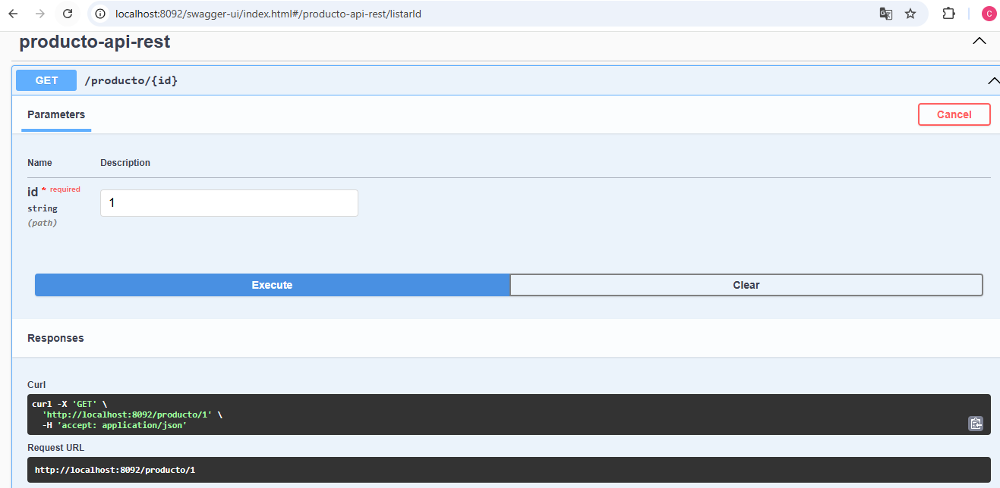 localhost:8092/swagger-ui/index.html#/producto-api-rest/listarId
C
producto-api-rest
GET /producto/{id}
Parameters Cancel
Name Description
id * required
string
(path)
1
Execute Clear
Responses
Curl
curl -X 'GET' \
'http://localhost:8092/producto/1' \
-H 'accept: application/json'
Request URL
http://localhost:8092/producto/1